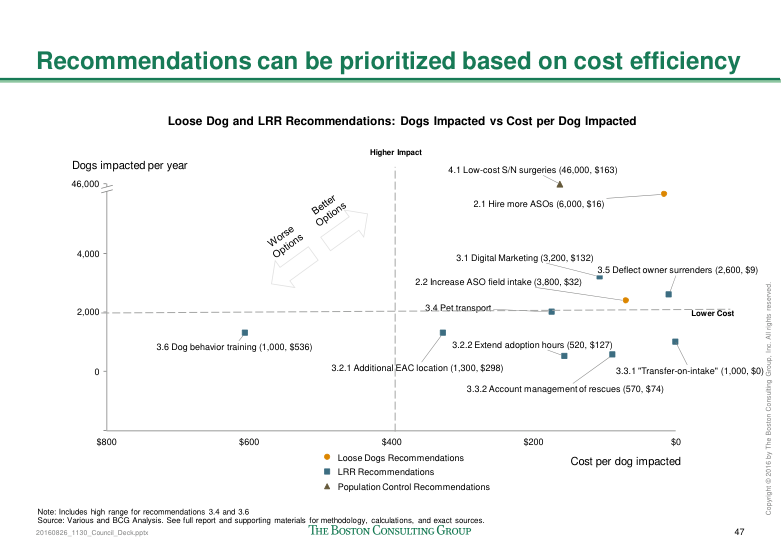 Recommendations can be prioritized based on cost efficiency
Loose Dog and LRR Recommendations: Dogs Impacted vs Cost per Dog Impacted
Higher Impact
Dogs impacted per year
46,000
4,000
2,000
0
Worse
Options
Better
Options
4.1 Low-cost S/N surgeries (46,000, $163)
2.1 Hire more ASOs (6,000, $16)
3.1 Digital Marketing (3,200, $132)
3.5 Deflect owner surrenders (2,600, $9)
2.2 Increase ASO field intake (3,800, $32)
3.4 Pet transport
Lower Cost
3.6 Dog behavior training (1,000, $536)
3.2.2 Extend adoption hours (520, $127)
3.2.1 Additional EAC location (1,300, $298)
3.3.1 "Transfer-on-intake" (1,000, $0)
3.3.2 Account management of rescues (570, $74)
$800
$600
$400
$200
$0
Cost per dog impacted
Loose Dogs Recommendations
LRR Recommendations
Population Control Recommendations
Note: Includes high range for recommendations 3.4 and 3.6
Source: Various and BCG Analysis. See full report and supporting materials for methodology, calculations, and exact sources.
20160826_1130_Council_Deck.pptx
THE BOSTON CONSULTING GROUP
47
Copyright © 2016 by The Boston Consulting Group, Inc. All rights reserved.